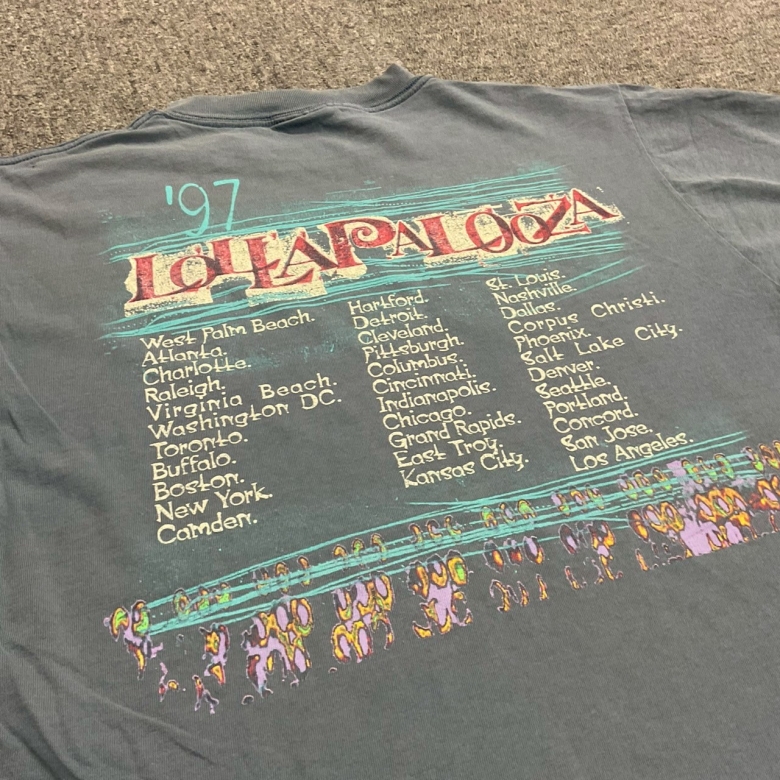 '97
LOLLAPALOOZA
West Palm Beach.
Atlanta.
Charlotte.
Raleigh.
Virginia Beach.
Washington DC.
Toronto.
Buffalo.
Boston.
New York.
Camden.
Hartford.
Detroit.
Cleveland.
Pittsburgh.
Columbus.
Cincinnati.
Indianapolis.
Chicago.
Grand Rapids.
East Troy.
Kansas City.
St. Louis.
Nashville.
Dallas.
Corpus Christi.
Phoenix.
Salt Lake City.
Denver.
Seattle.
Portland.
Concord.
San Jose.
Los Angeles.